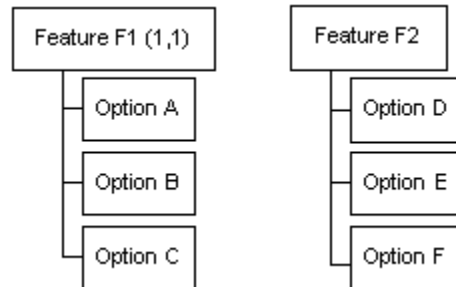 Feature F1 (1,1)
Option A
Option B
Option C
Feature F2
Option D
Option E
Option F